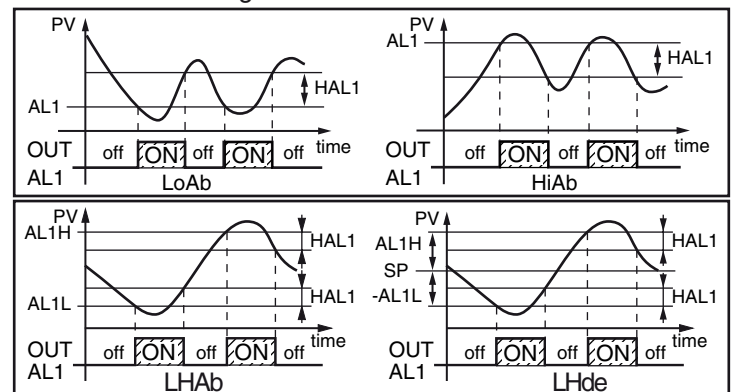 PV
AL1
HAL1
OUT off ON off ON off time
AL1
LoAb
PV
AL1
HAL1
OUT off ON off ON off time
AL1
HiAb
PV
AL1H
HAL1
HAL1
AL1L
OUT off ON off ON off time
AL1
LHAb
PV
AL1H
HAL1
SP
-AL1L
HAL1
OUT off ON off ON off time
AL1
LHde